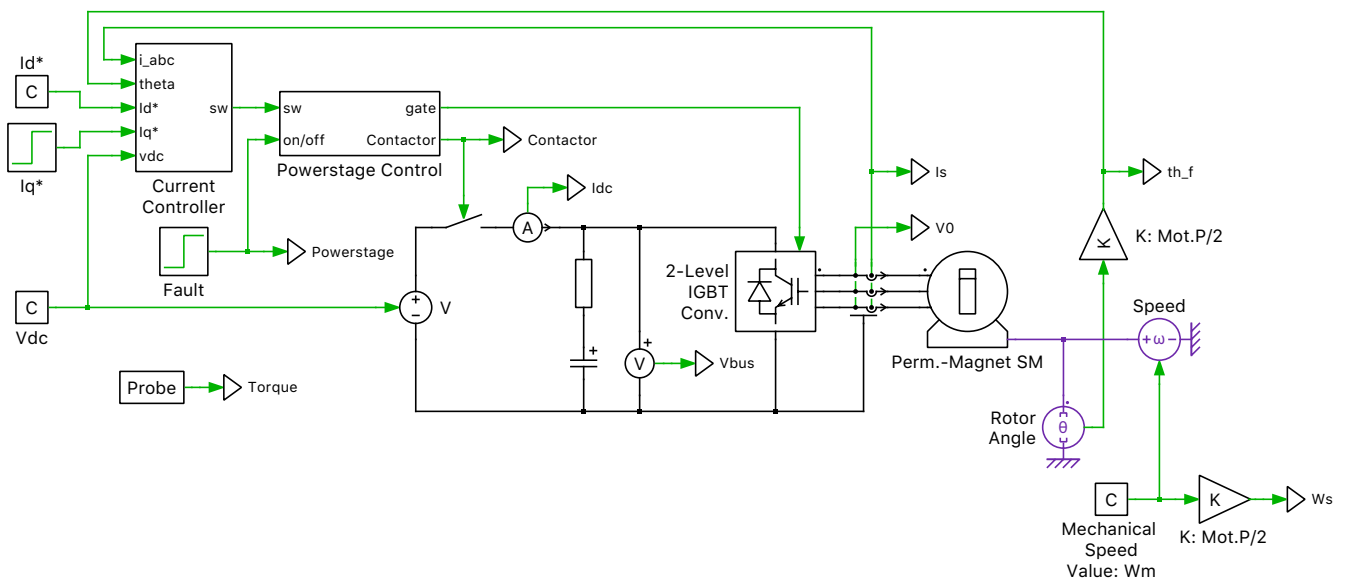 Id*
C
Iq*
i_abc
theta
Id*
Iq*
vdc
sw
Current
Controller
sw
on/off
gate
Contactor
Powerstage Control
Contactor
Idc
A
Is
V0
th_f
K
K: Mot.P/2
Powerstage
Fault
C
Vdc
+
−
V
+
+
V
Vbus
2-Level
IGBT
Conv.
Perm.-Magnet SM
Speed
+ω−
Probe
Torque
Rotor
Angle
θ
C
Mechanical
Speed
Value: Wm
K
K: Mot.P/2
Ws